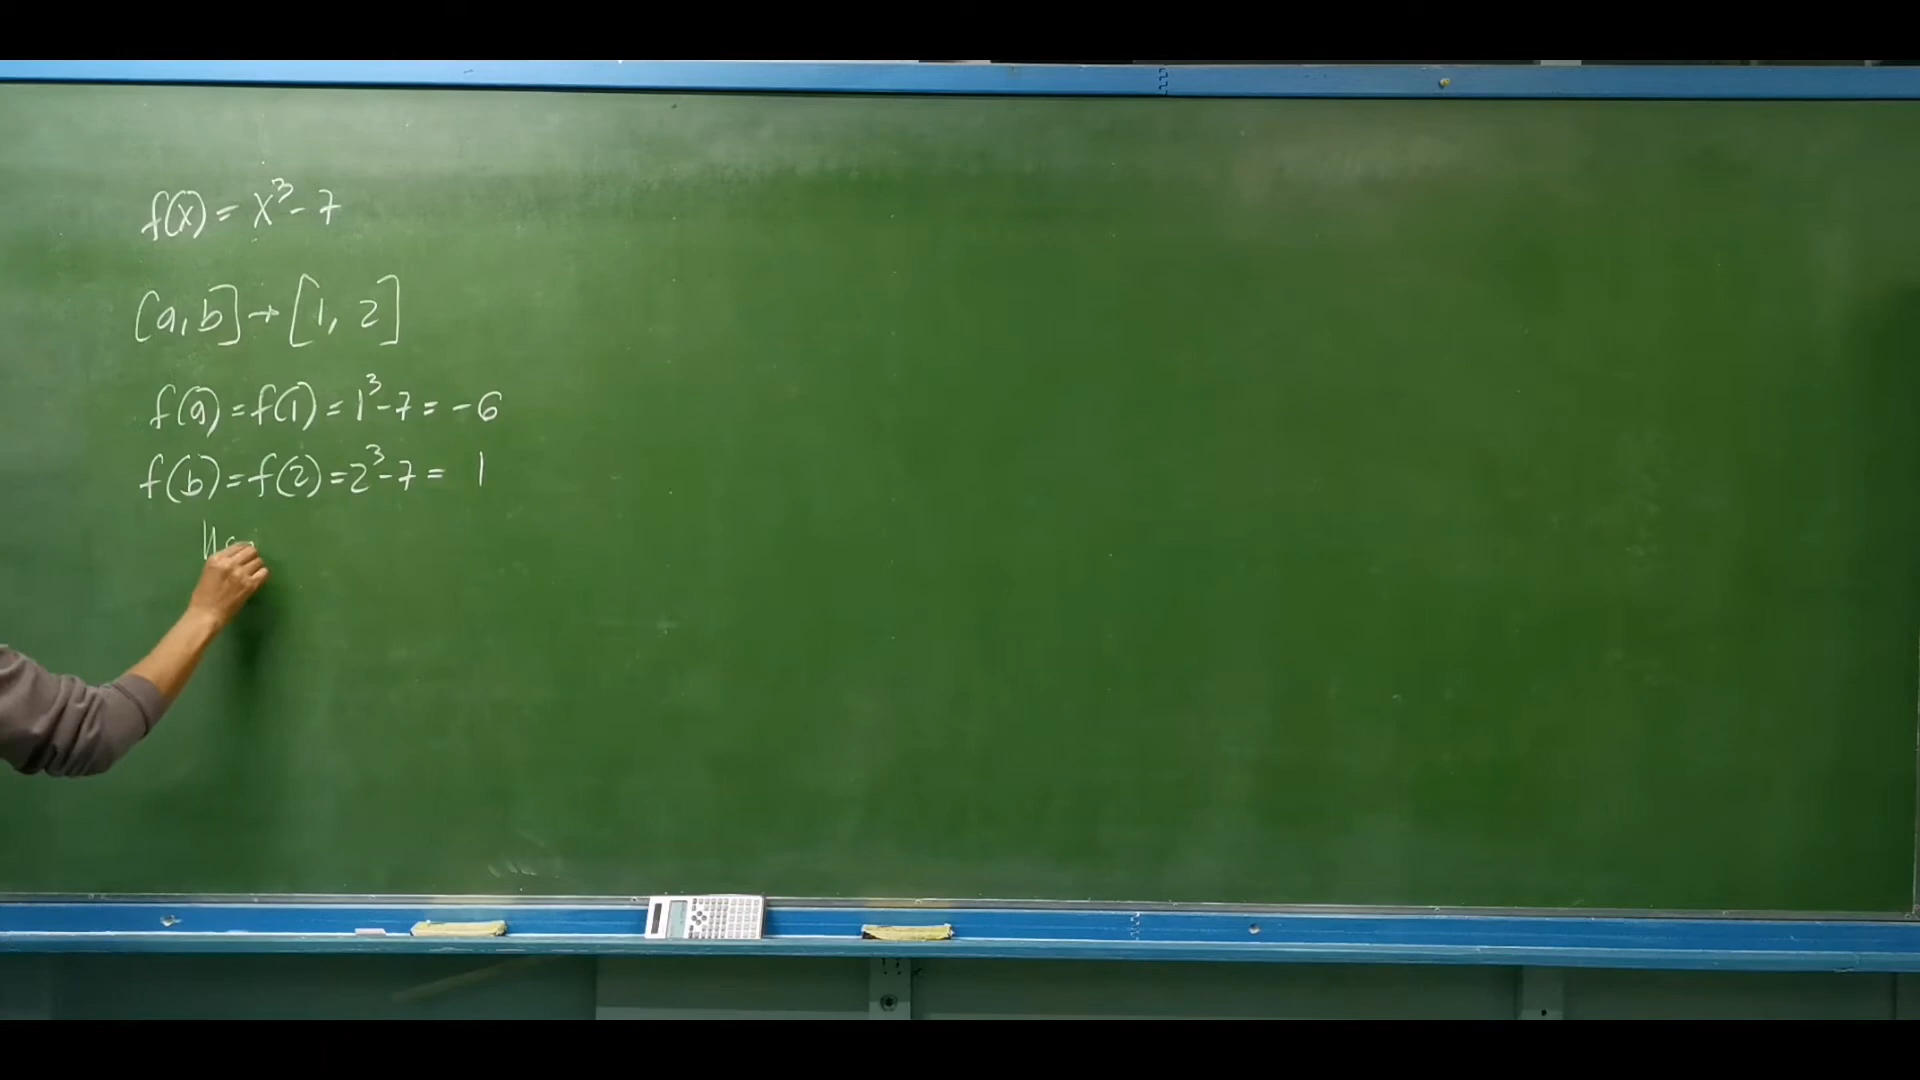 f(x) = x³ - 7
[a, b] → [1, 2]
f(a) = f(1) = 1³ - 7 = -6
f(b) = f(2) = 2³ - 7 = 1